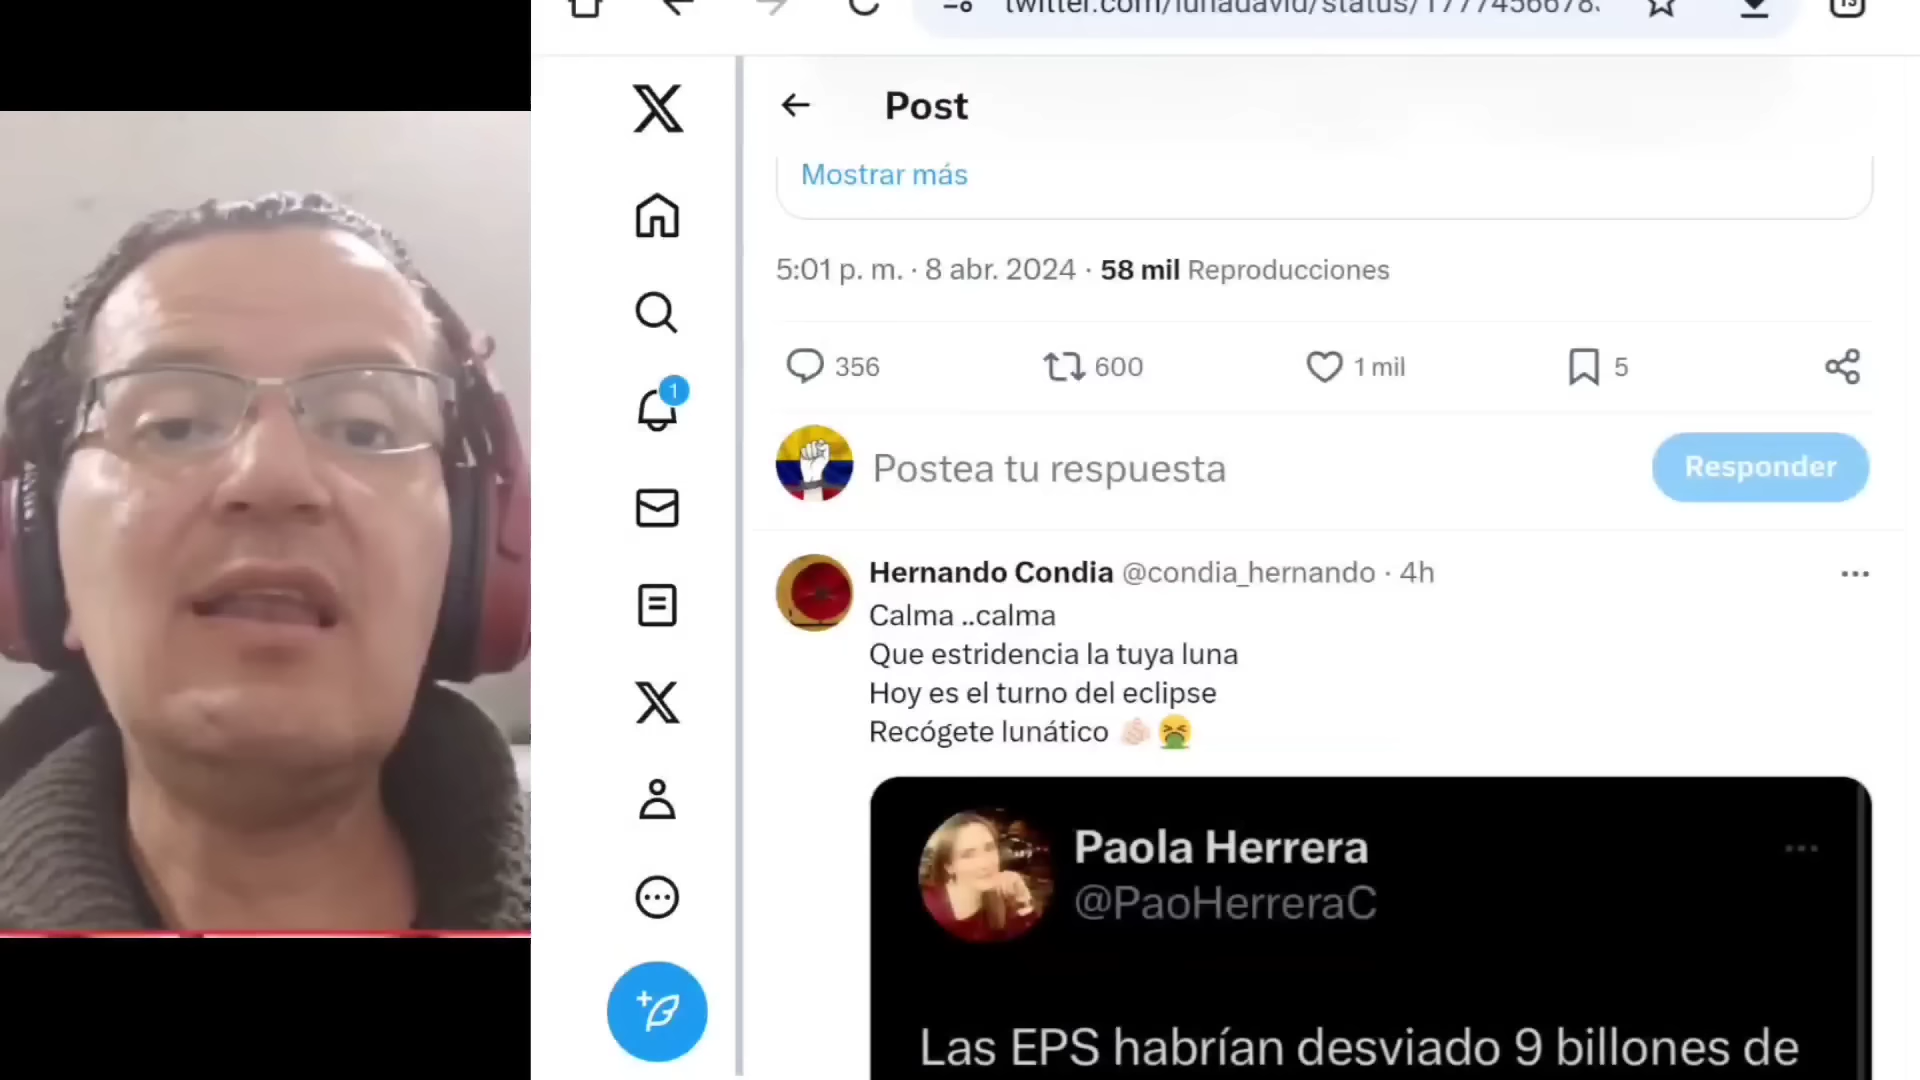 Post
Mostrar más
5:01 p. m. · 8 abr. 2024 · 58 mil Reproducciones
356 600 1 mil 5
1
Postea tu respuesta
Responder
Hernando Condia @condia_hernando · 4h
Calma ..calma
Que estridencia la tuya luna
Hoy es el turno del eclipse
Recógete lunático
Paola Herrera
@PaoHerreraC
Las EPS habrían desviado 9 billones de